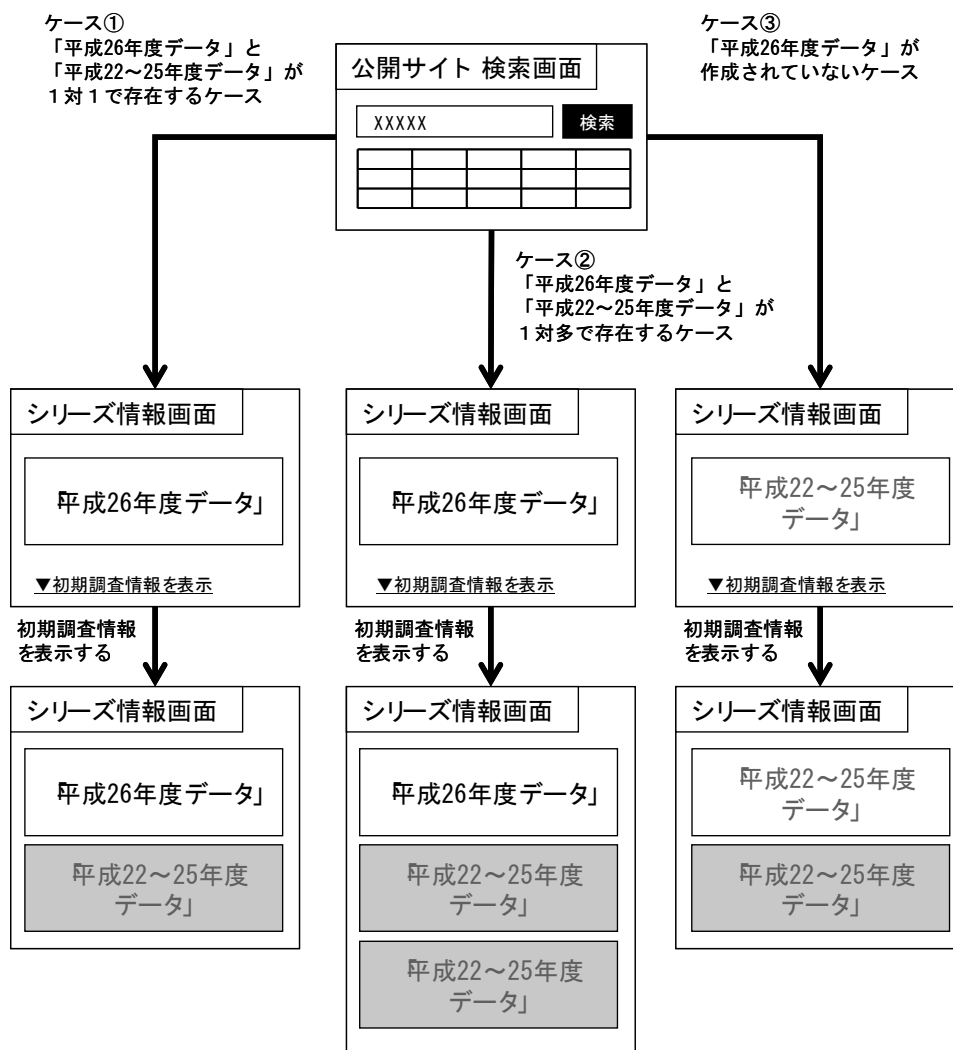 ケース①
「平成26年度データ」と
「平成22～25年度データ」が
１対１で存在するケース
公開サイト 検索画面
XXXXX
検索
ケース③
「平成26年度データ」が
作成されていないケース
ケース②
「平成26年度データ」と
「平成22～25年度データ」が
１対多で存在するケース
シリーズ情報画面
「平成26年度データ」
▼初期調査情報を表示
シリーズ情報画面
「平成26年度データ」
▼初期調査情報を表示
シリーズ情報画面
「平成22～25年度
データ」
▼初期調査情報を表示
初期調査情報
を表示する
初期調査情報
を表示する
初期調査情報
を表示する
シリーズ情報画面
「平成26年度データ」
「平成22～25年度
データ」
シリーズ情報画面
「平成26年度データ」
「平成22～25年度
データ」
「平成22～25年度
データ」
シリーズ情報画面
「平成22～25年度
データ」
「平成22～25年度
データ」